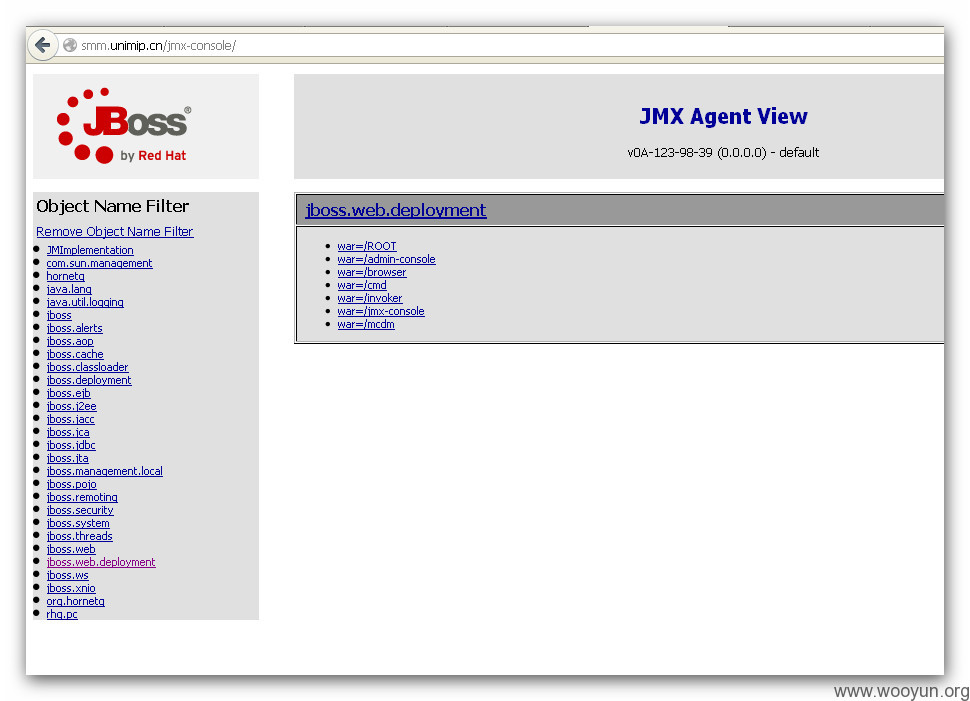 smm.unimip.cn/jmx-console/
JBoss®
by Red Hat
JMX Agent View
v0A-123-98-39 (0.0.0.0) - default
Object Name Filter
Remove Object Name Filter
JMImplementation
com.sun.management
hornetq
java.lang
java.util.logging
jboss
jboss.alerts
jboss.aop
jboss.cache
jboss.classloader
jboss.deployment
jboss.ejb
jboss.j2ee
jboss.jacc
jboss.jca
jboss.jdbc
jboss.jta
jboss.management.local
jboss.pojo
jboss.remoting
jboss.security
jboss.system
jboss.threads
jboss.web
jboss.web.deployment
jboss.ws
jboss.xnio
org.hornetq
rhq.pc
jboss.web.deployment
war=/ROOT
war=/admin-console
war=/browser
war=/cmd
war=/invoker
war=/jmx-console
war=/mcdm
www.wooyun.org